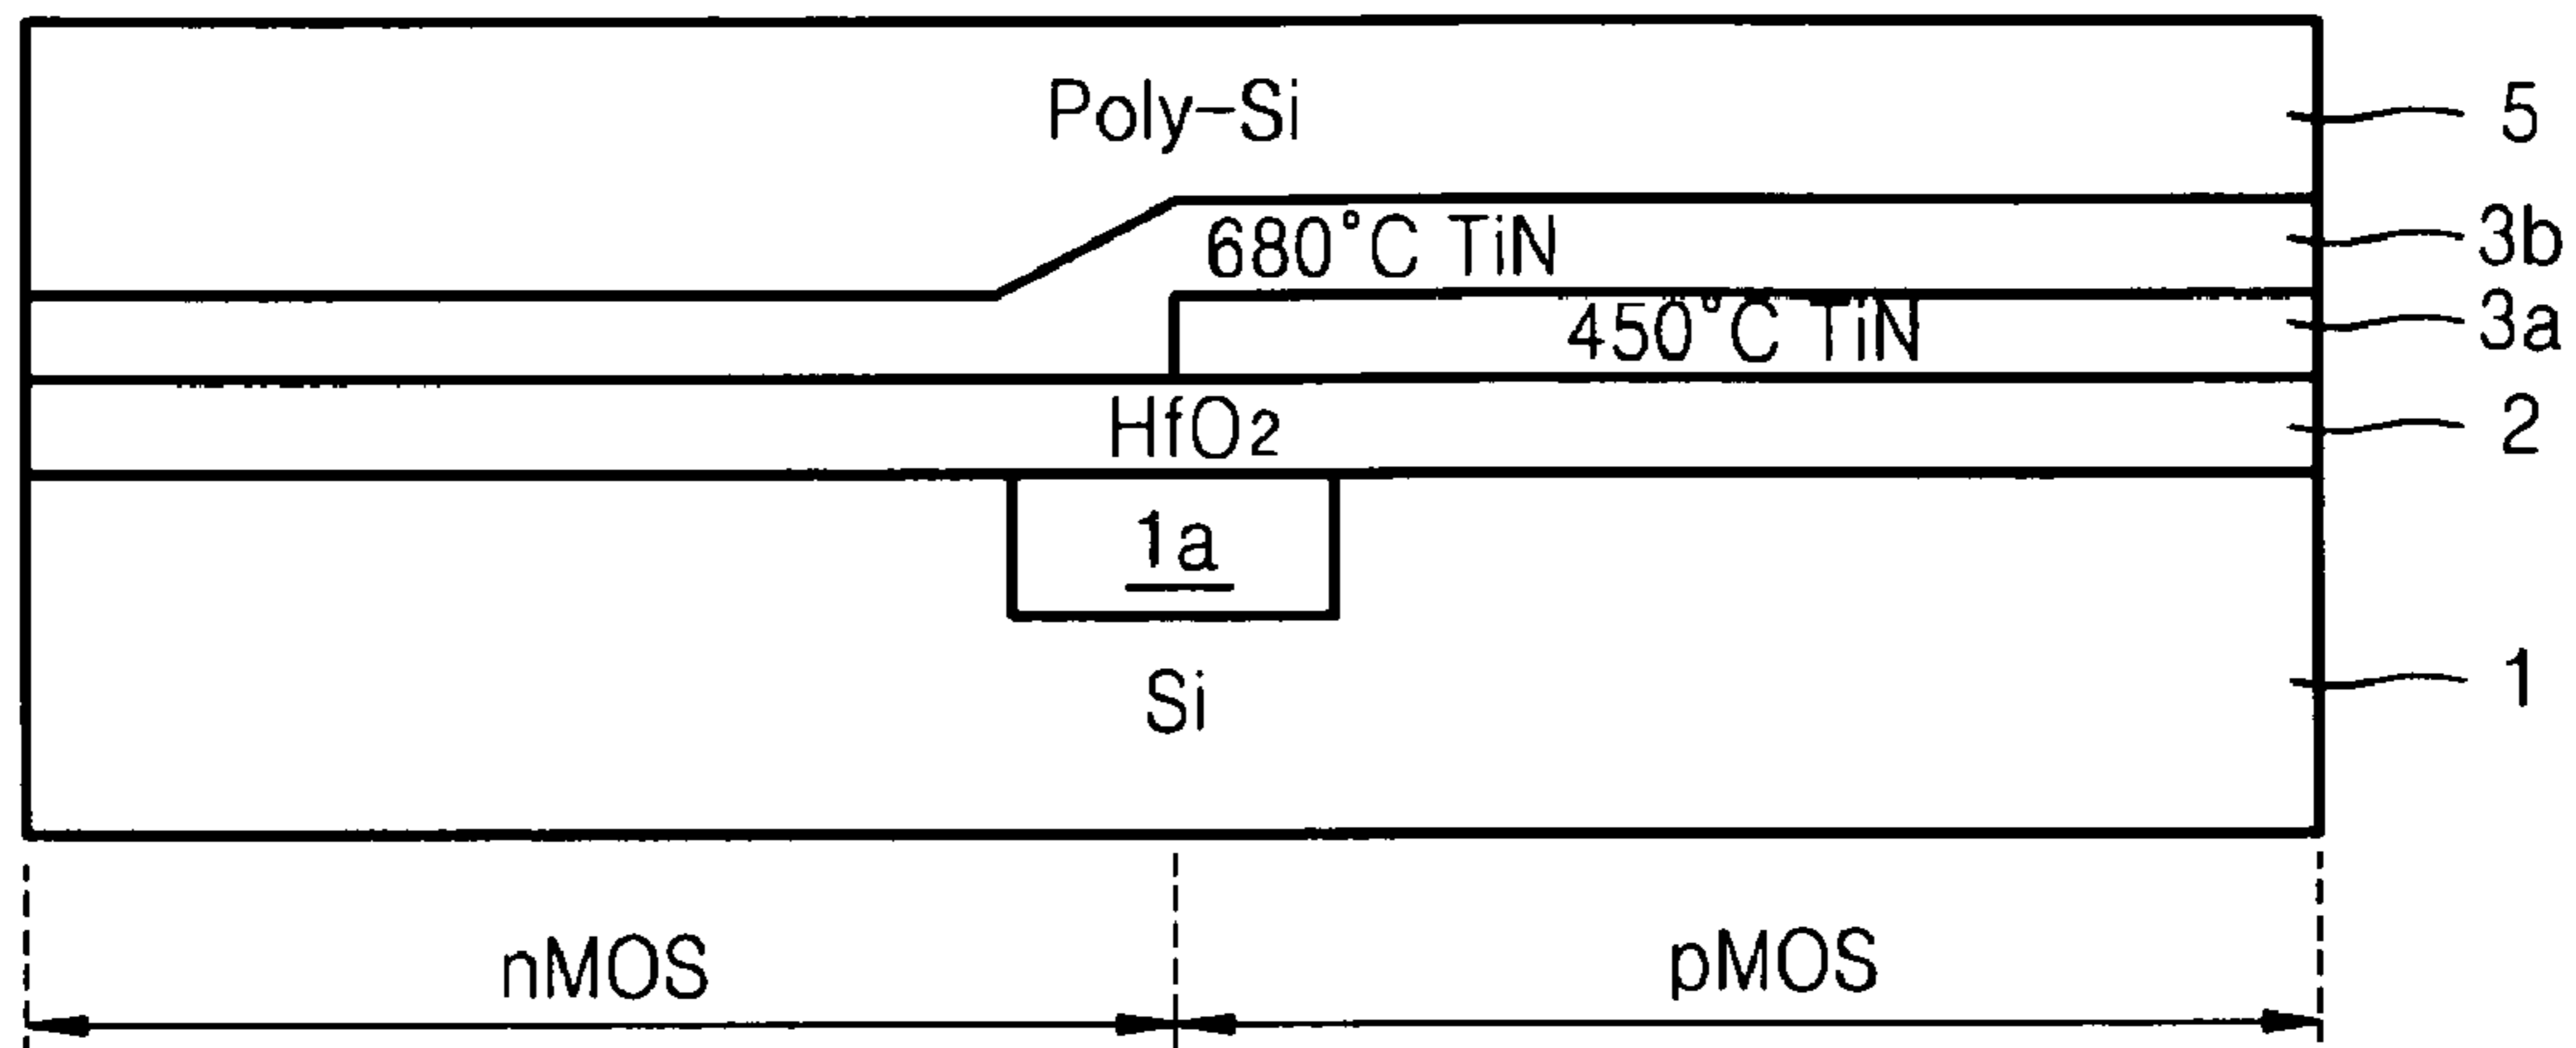 Poly-Si
5
680°C TiN
3b
450°C TiN
3a
HfO2
2
1a
Si
1
nMOS
pMOS